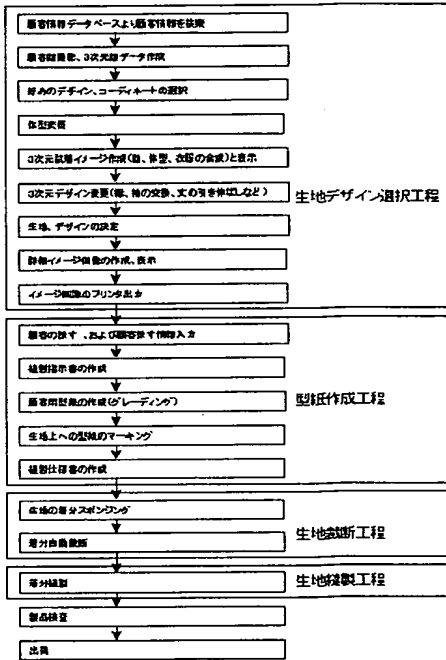 顧客情報データベースより顧客情報を検索
顧客顔撮影、3次元顔データ作成
好みのデザイン、コーディネートの選択
体型変更
3次元試着イメージ作成(顔、体型、衣服の合成)と表示
3次元デザイン変更(襟、袖の交換、丈の引き伸ばしなど)
生地、デザインの決定
詳細イメージ画像の作成、表示
イメージ画像のプリンタ出力
生地デザイン選択工程
顧客の採寸、および顧客採寸情報入力
縫製指示書の作成
顧客用型紙の作成(グレーディング)
生地上への型紙のマーキング
縫製仕様書の作成
型紙作成工程
生地の着分スポンジング
着分自動裁断
生地裁断工程
着分縫製
生地縫製工程
製品検査
出荷